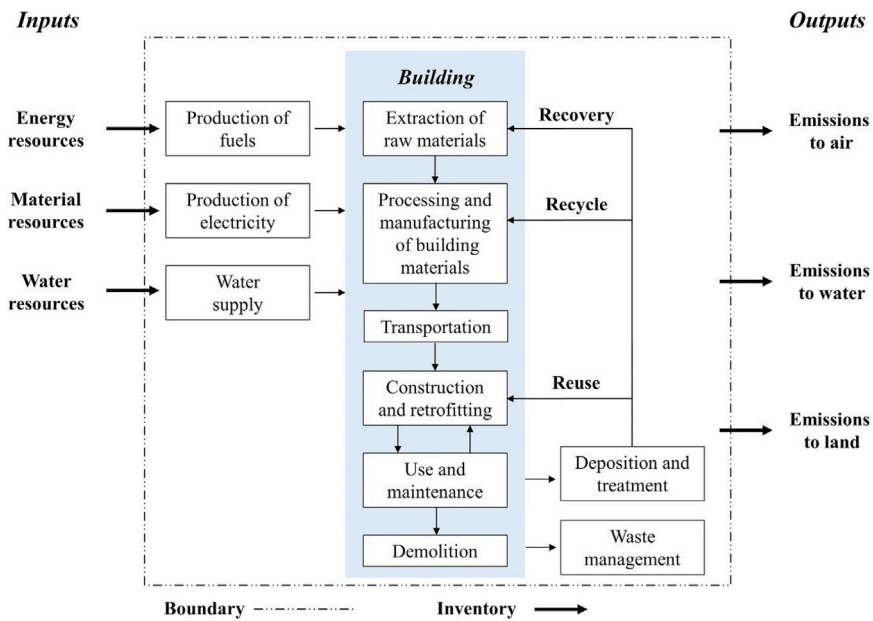 Inputs
Outputs
Building
Energy
resources
Production of
fuels
Extraction of
raw materials
Recovery
Emissions
to air
Material
resources
Production of
electricity
Processing and
manufacturing
of building
materials
Recycle
Water
resources
Water
supply
Emissions
to water
Transportation
Construction
and retrofitting
Reuse
Emissions
to land
Use and
maintenance
Deposition and
treatment
Demolition
Waste
management
Boundary
Inventory